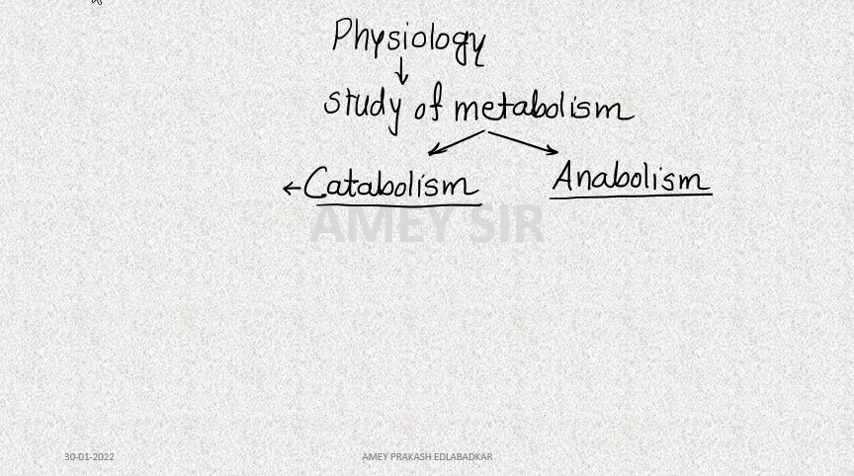 Physiology
↓
study of metabolism
←Catabolism Anabolism
AMEY SIR
30-01-2022 AMEY PRAKASH EDLABADKAR